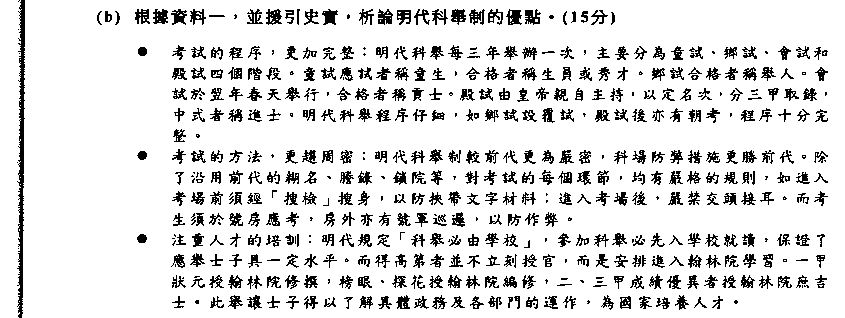 (b) 根據資料一，並援引史實，析論明代科舉制的優點。(15分)
● 考試的程序，更加完整：明代科舉每三年舉辦一次，主要分為童試、鄉試、會試和
殿試四個階段。童試應試者稱童生，合格者稱生員或秀才。鄉試合格者稱舉人。會
試於翌年春天舉行，合格者稱貢士。殿試由皇帝親自主持，以定名次，分三甲取錄，
中式者稱進士。明代科舉程序仔細，如鄉試設覆試，殿試後亦有朝考，程序十分完
整。
● 考試的方法，更趨周密：明代科舉制較前代更為嚴密，科場防弊措施更勝前代。除
了沿用前代的糊名、謄錄、鎖院等，對考試的每個環節，均有嚴格的規則，如進入
考場前須經「搜檢」搜身，以防挾帶文字材料；進入考場後，嚴禁交頭接耳。而考
生須於號房應考，房外亦有號軍巡邏，以防作弊。
● 注重人才的培訓：明代規定「科舉必由學校」，參加科舉必先入學校就讀，保證了
應舉士子具一定水平。而得高第者並不立刻授官，而是安排進入翰林院學習。一甲
狀元授翰林院修撰，榜眼、探花授翰林院編修，二、三甲成績優異者授翰林院庶吉
士。此舉讓士子得以了解具體政務及各部門的運作，為國家培養人才。